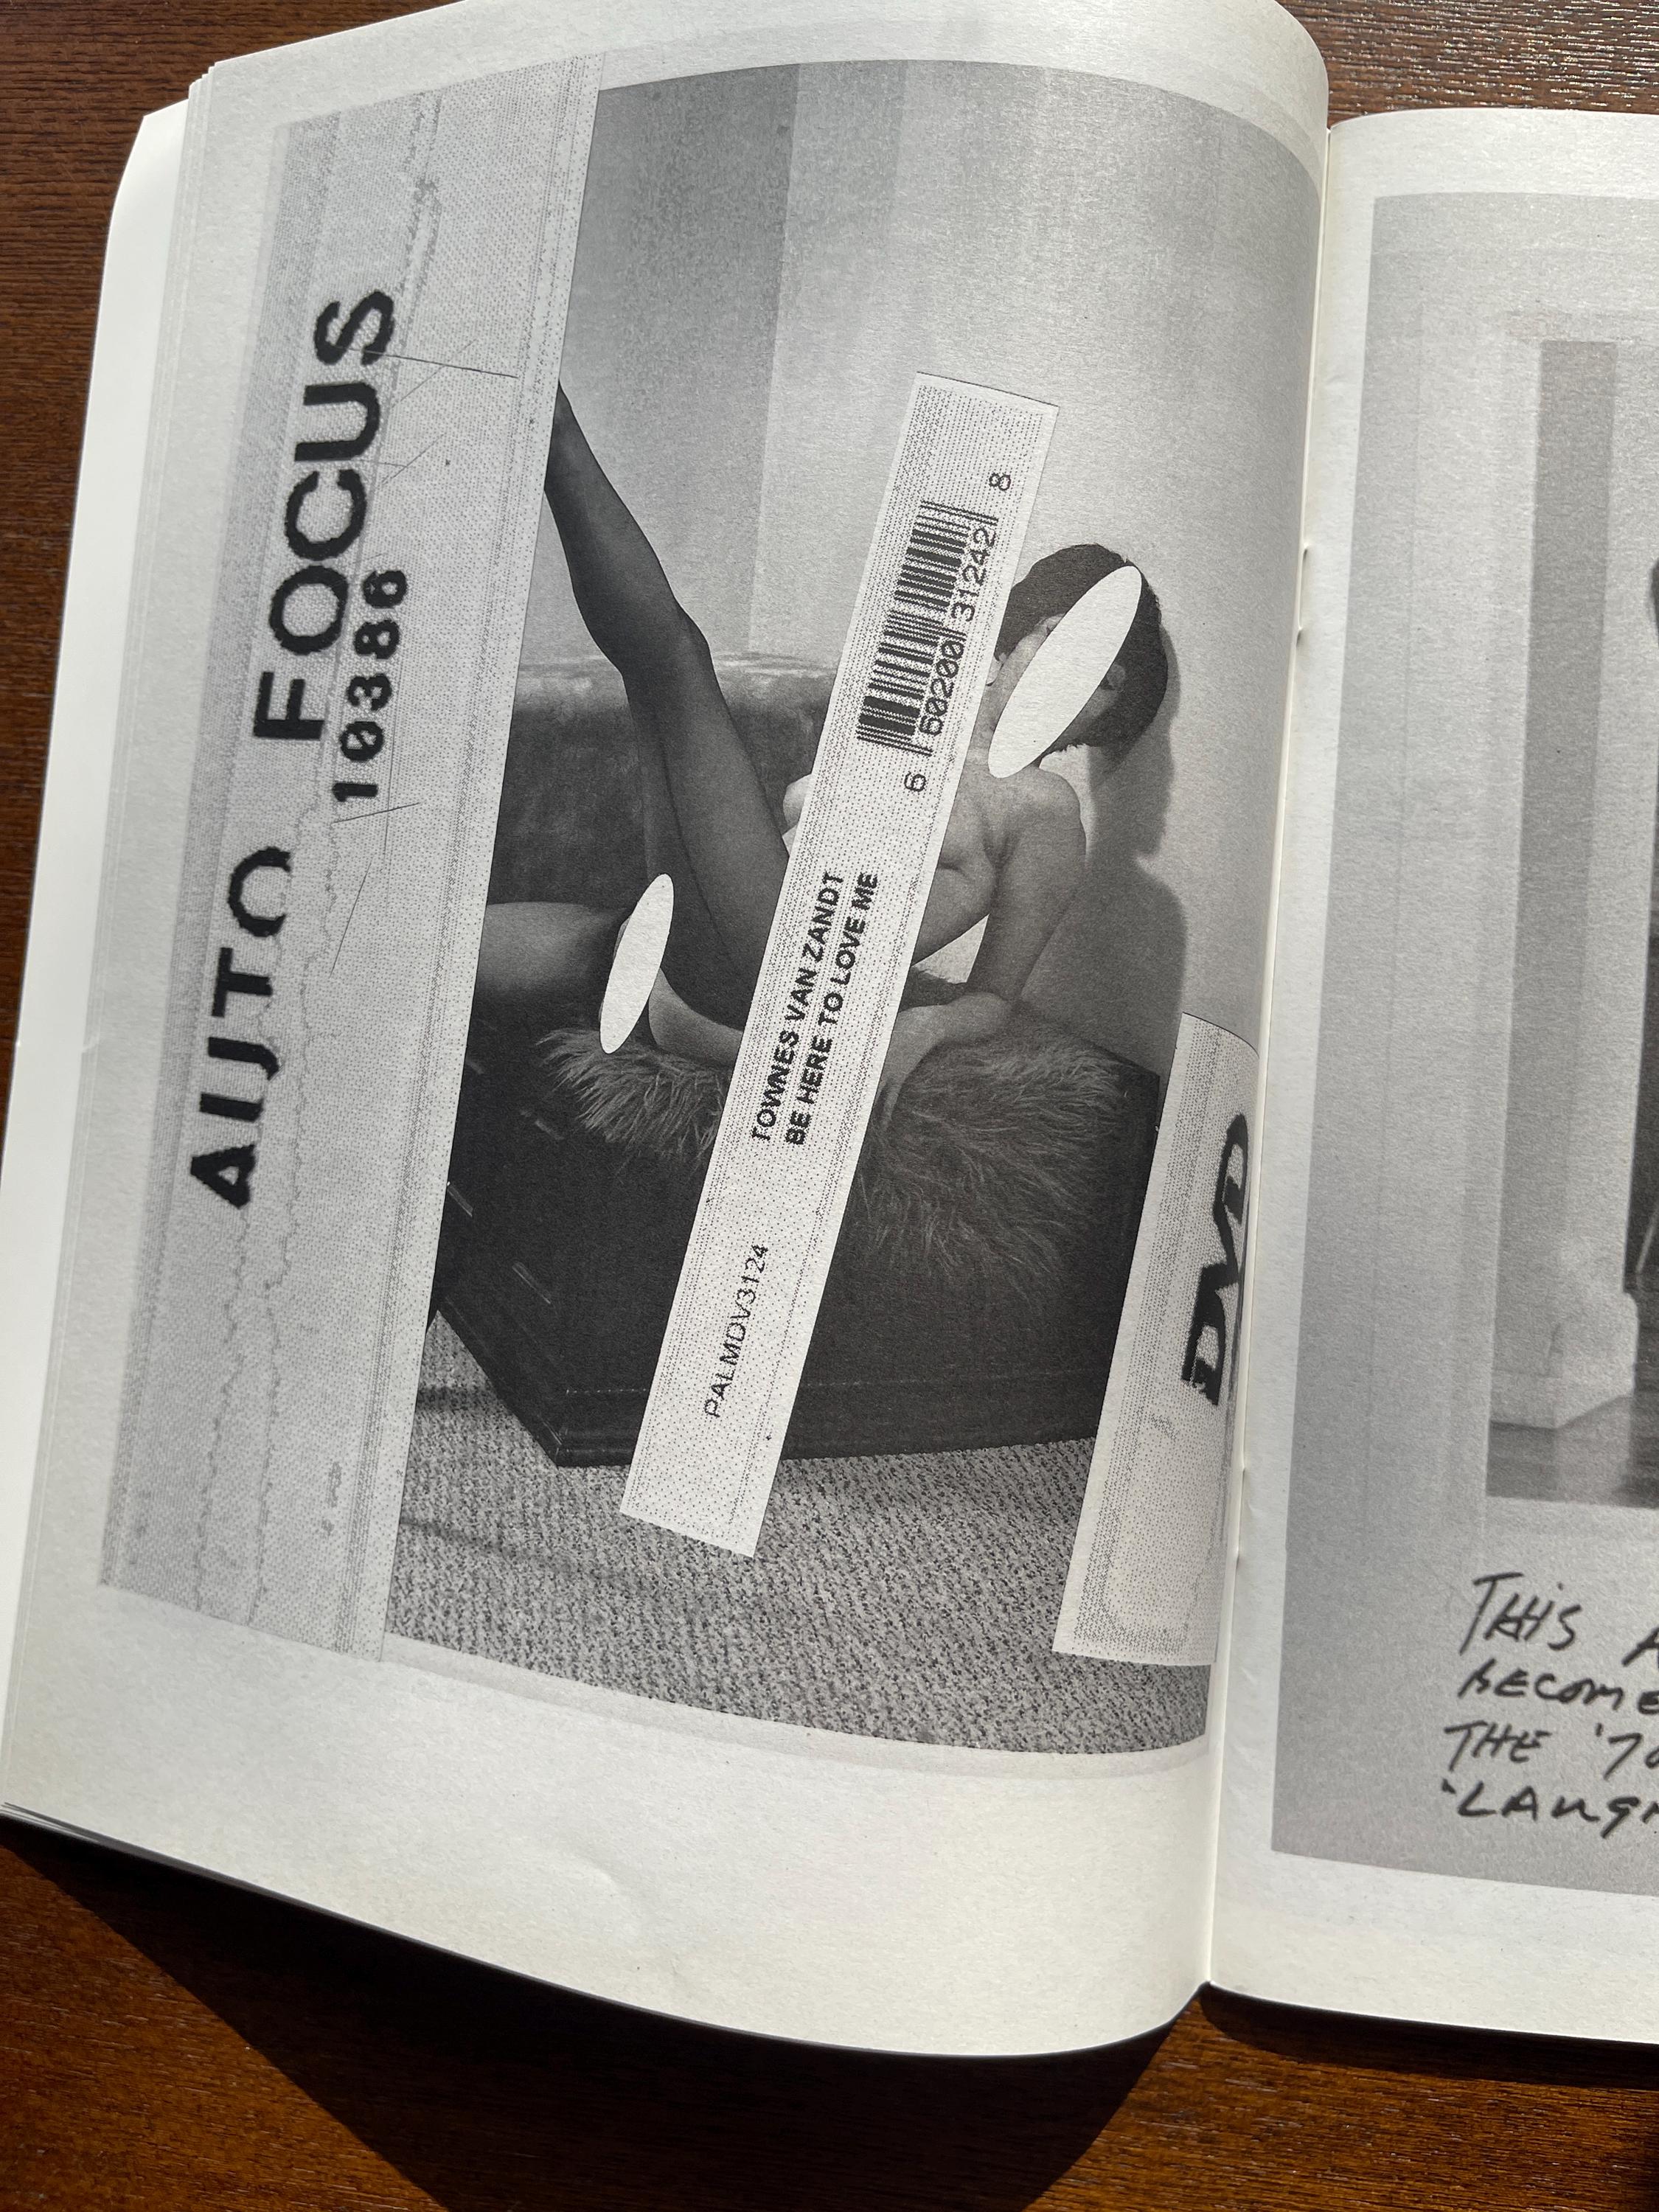 AUTO FOCUS
10386
6 60200 31242 8
TOWNES VAN ZANDT
BE HERE TO LOVE ME
PALMDV3124
DVD
THIS
BECOME
THE '70